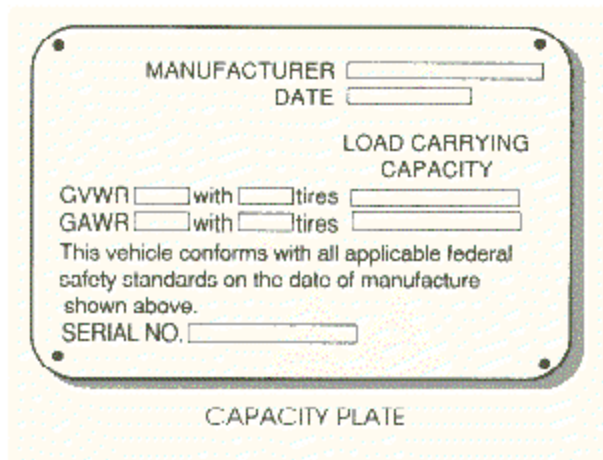 MANUFACTURER
DATE
LOAD CARRYING
CAPACITY
GVWR with tires
GAWR with tires
This vehicle conforms with all applicable federal
safety standards on the date of manufacture
shown above.
SERIAL NO.
CAPACITY PLATE